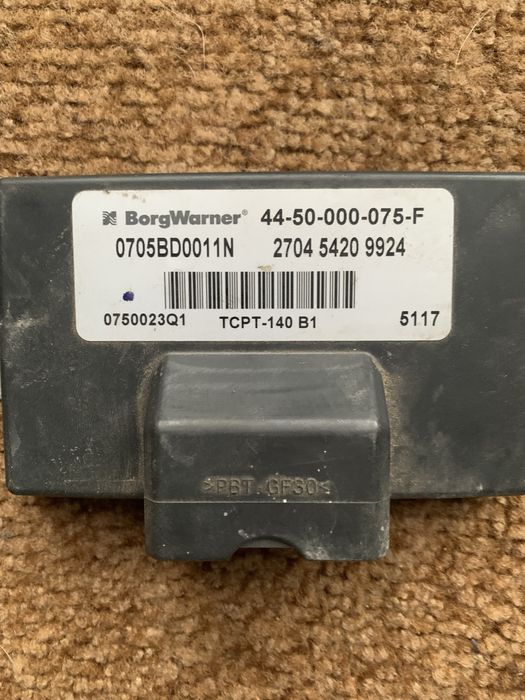 BorgWarner® 44-50-000-075-F
0705BD0011N 2704 5420 9924
0750023Q1 TCPT-140 B1 5117
>PBT-GF30<